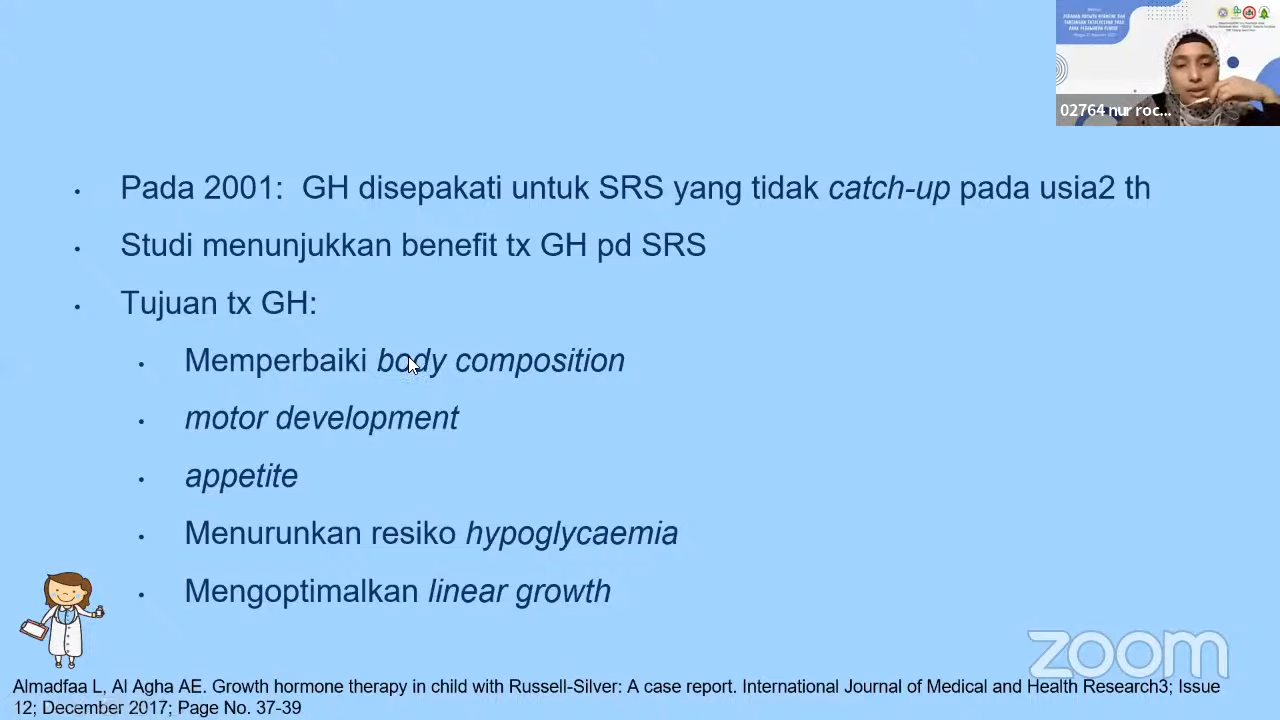 02764 nur roc...
• Pada 2001: GH disepakati untuk SRS yang tidak catch-up pada usia2 th
• Studi menunjukkan benefit tx GH pd SRS
• Tujuan tx GH:
• Memperbaiki body composition
• motor development
• appetite
• Menurunkan resiko hypoglycaemia
• Mengoptimalkan linear growth
zoom
Almadfaa L, Al Agha AE. Growth hormone therapy in child with Russell-Silver: A case report. International Journal of Medical and Health Research3; Issue
12; December 2017; Page No. 37-39